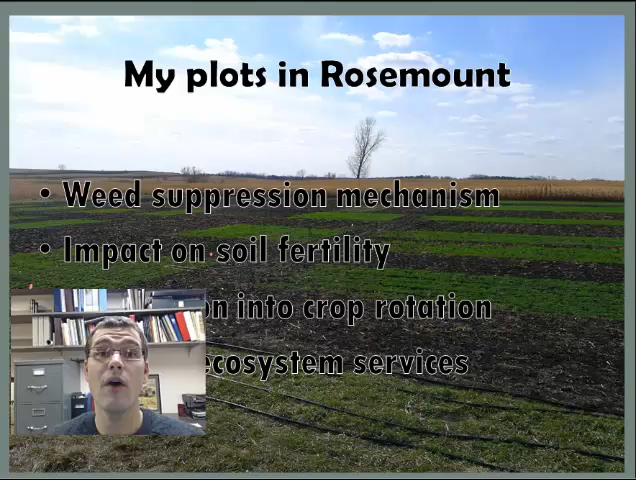 My plots in Rosemount
• Weed suppression mechanism
• Impact on soil fertility
into crop rotation
ecosystem services